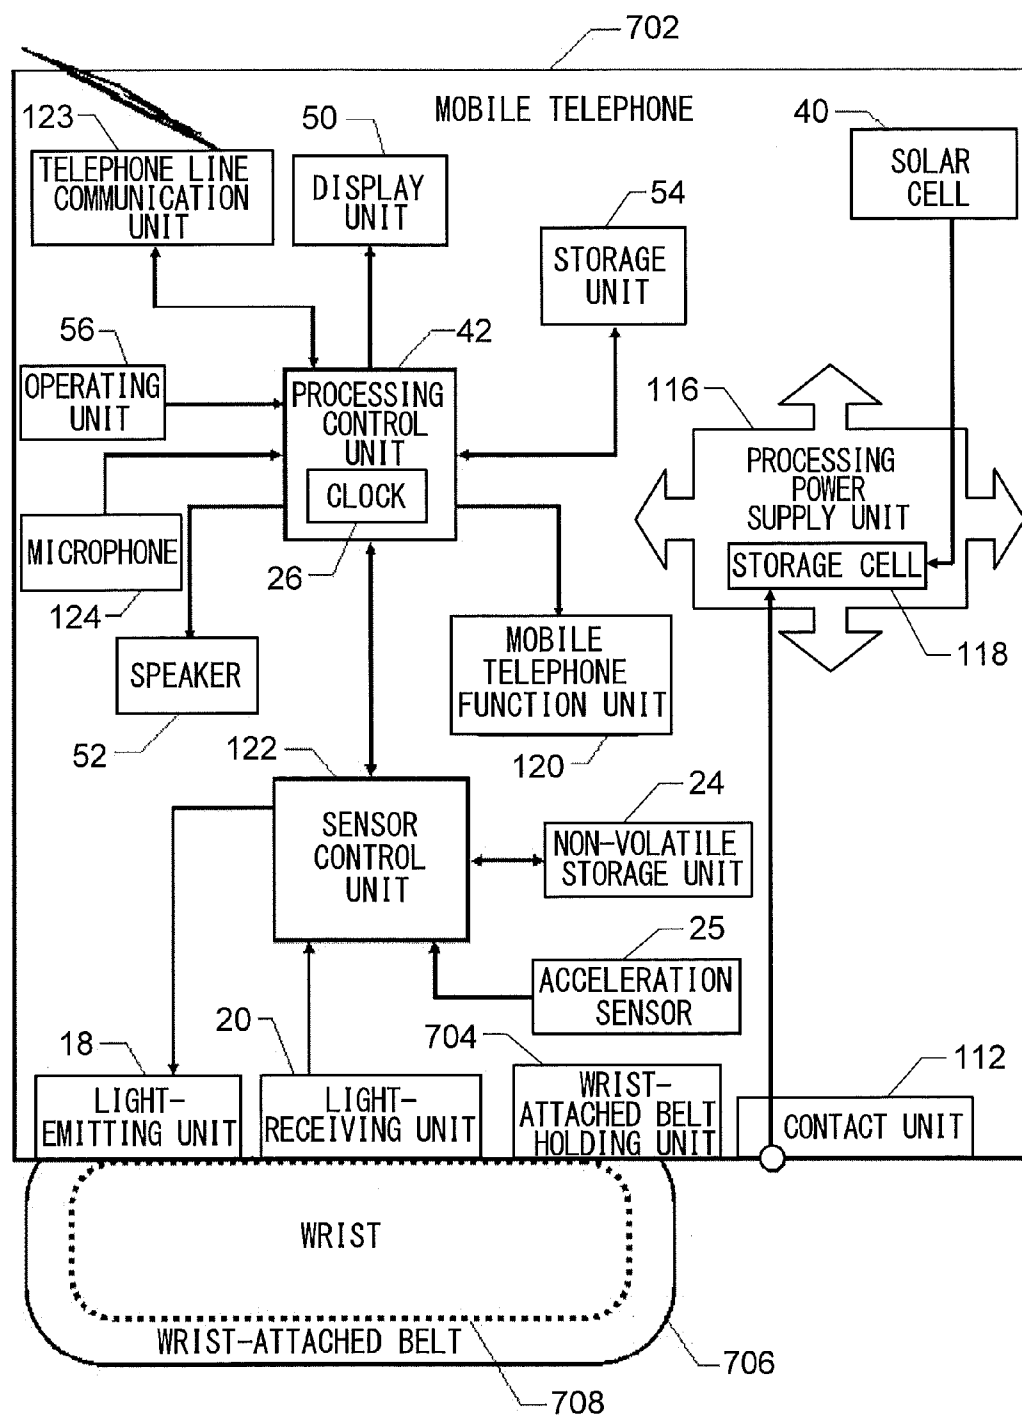 702
MOBILE TELEPHONE
123
TELEPHONE LINE
COMMUNICATION
UNIT
50
DISPLAY
UNIT
54
STORAGE
UNIT
40
SOLAR
CELL
56
OPERATING
UNIT
42
PROCESSING
CONTROL
UNIT
CLOCK
26
116
PROCESSING
POWER
SUPPLY UNIT
STORAGE CELL
118
MICROPHONE
124
SPEAKER
52
MOBILE
TELEPHONE
FUNCTION UNIT
120
122
SENSOR
CONTROL
UNIT
24
NON-VOLATILE
STORAGE UNIT
25
ACCELERATION
SENSOR
18
LIGHT-
EMITTING UNIT
20
LIGHT-
RECEIVING UNIT
704
WRIST-
ATTACHED BELT
HOLDING UNIT
112
CONTACT UNIT
WRIST
WRIST-ATTACHED BELT
706
708